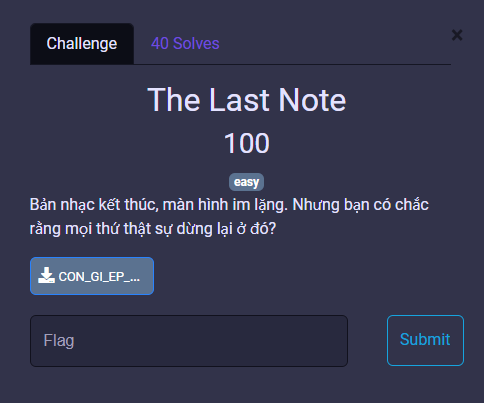 Challenge
40 Solves
×
The Last Note
100
easy
Bản nhạc kết thúc, màn hình im lặng. Nhưng bạn có chắc
rằng mọi thứ thật sự dừng lại ở đó?
CON_GI_EP_...
Flag
Submit